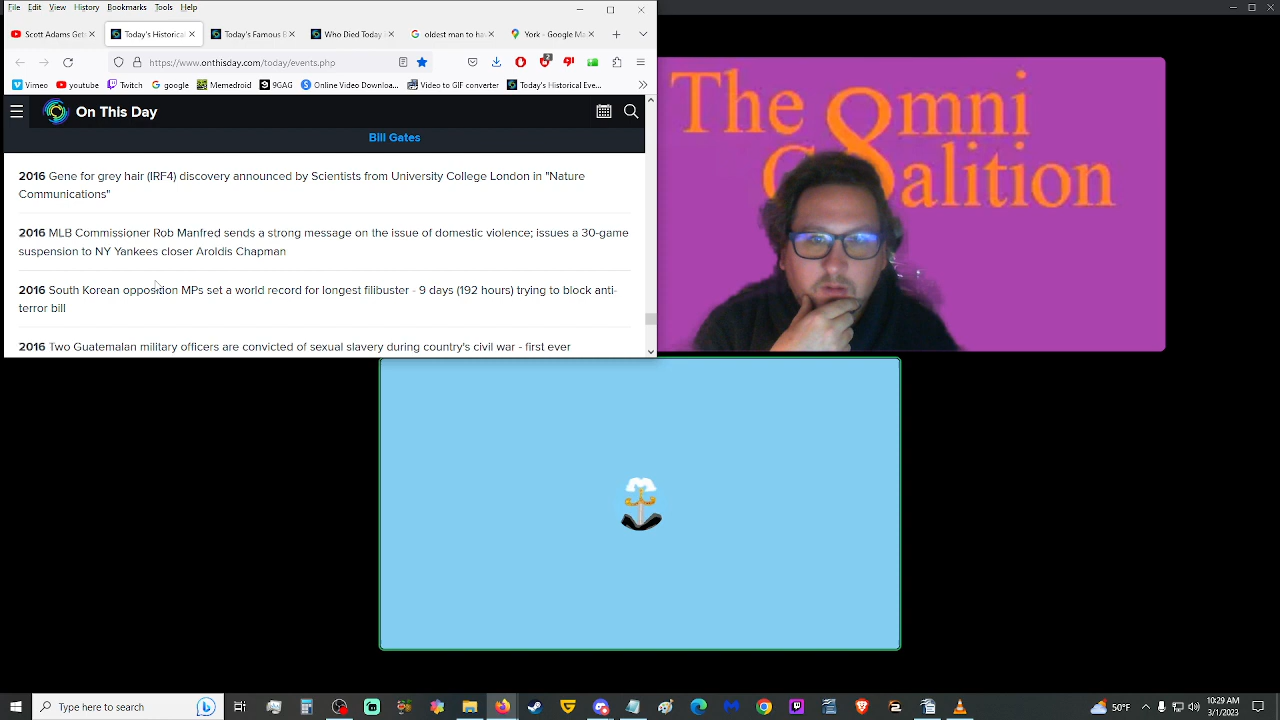 File Edit View History Bookmarks Tools Help
Scott Adams Get
Today's Historica
Today's Famous B
Who Died Today
oldest man to ha
York - Google Ma
https://www.onthisday.com/today/events.php
2
Vimeo youtube Twitch google Memedroid 9GAG Online Video Downloa... Video to GIF converter Today's Historical Eve...
On This Day
Bill Gates
2016 Gene for grey hair (IRF4) discovery announced by Scientists from University College London in "Nature
Communications"
2016 MLB Commissioner Rob Manfred sends a strong message on the issue of domestic violence; issues a 30-game
suspension to NY Yankees closer Aroldis Chapman
2016 South Korean opposition MPs set a world record for longest filibuster - 9 days (192 hours) trying to block anti-
terror bill
2016 Two Guatemalan military officers are convicted of sexual slavery during country's civil war - first ever
The 8mni
C8alition
Type here to search
50°F
10:29 AM
3/1/2023